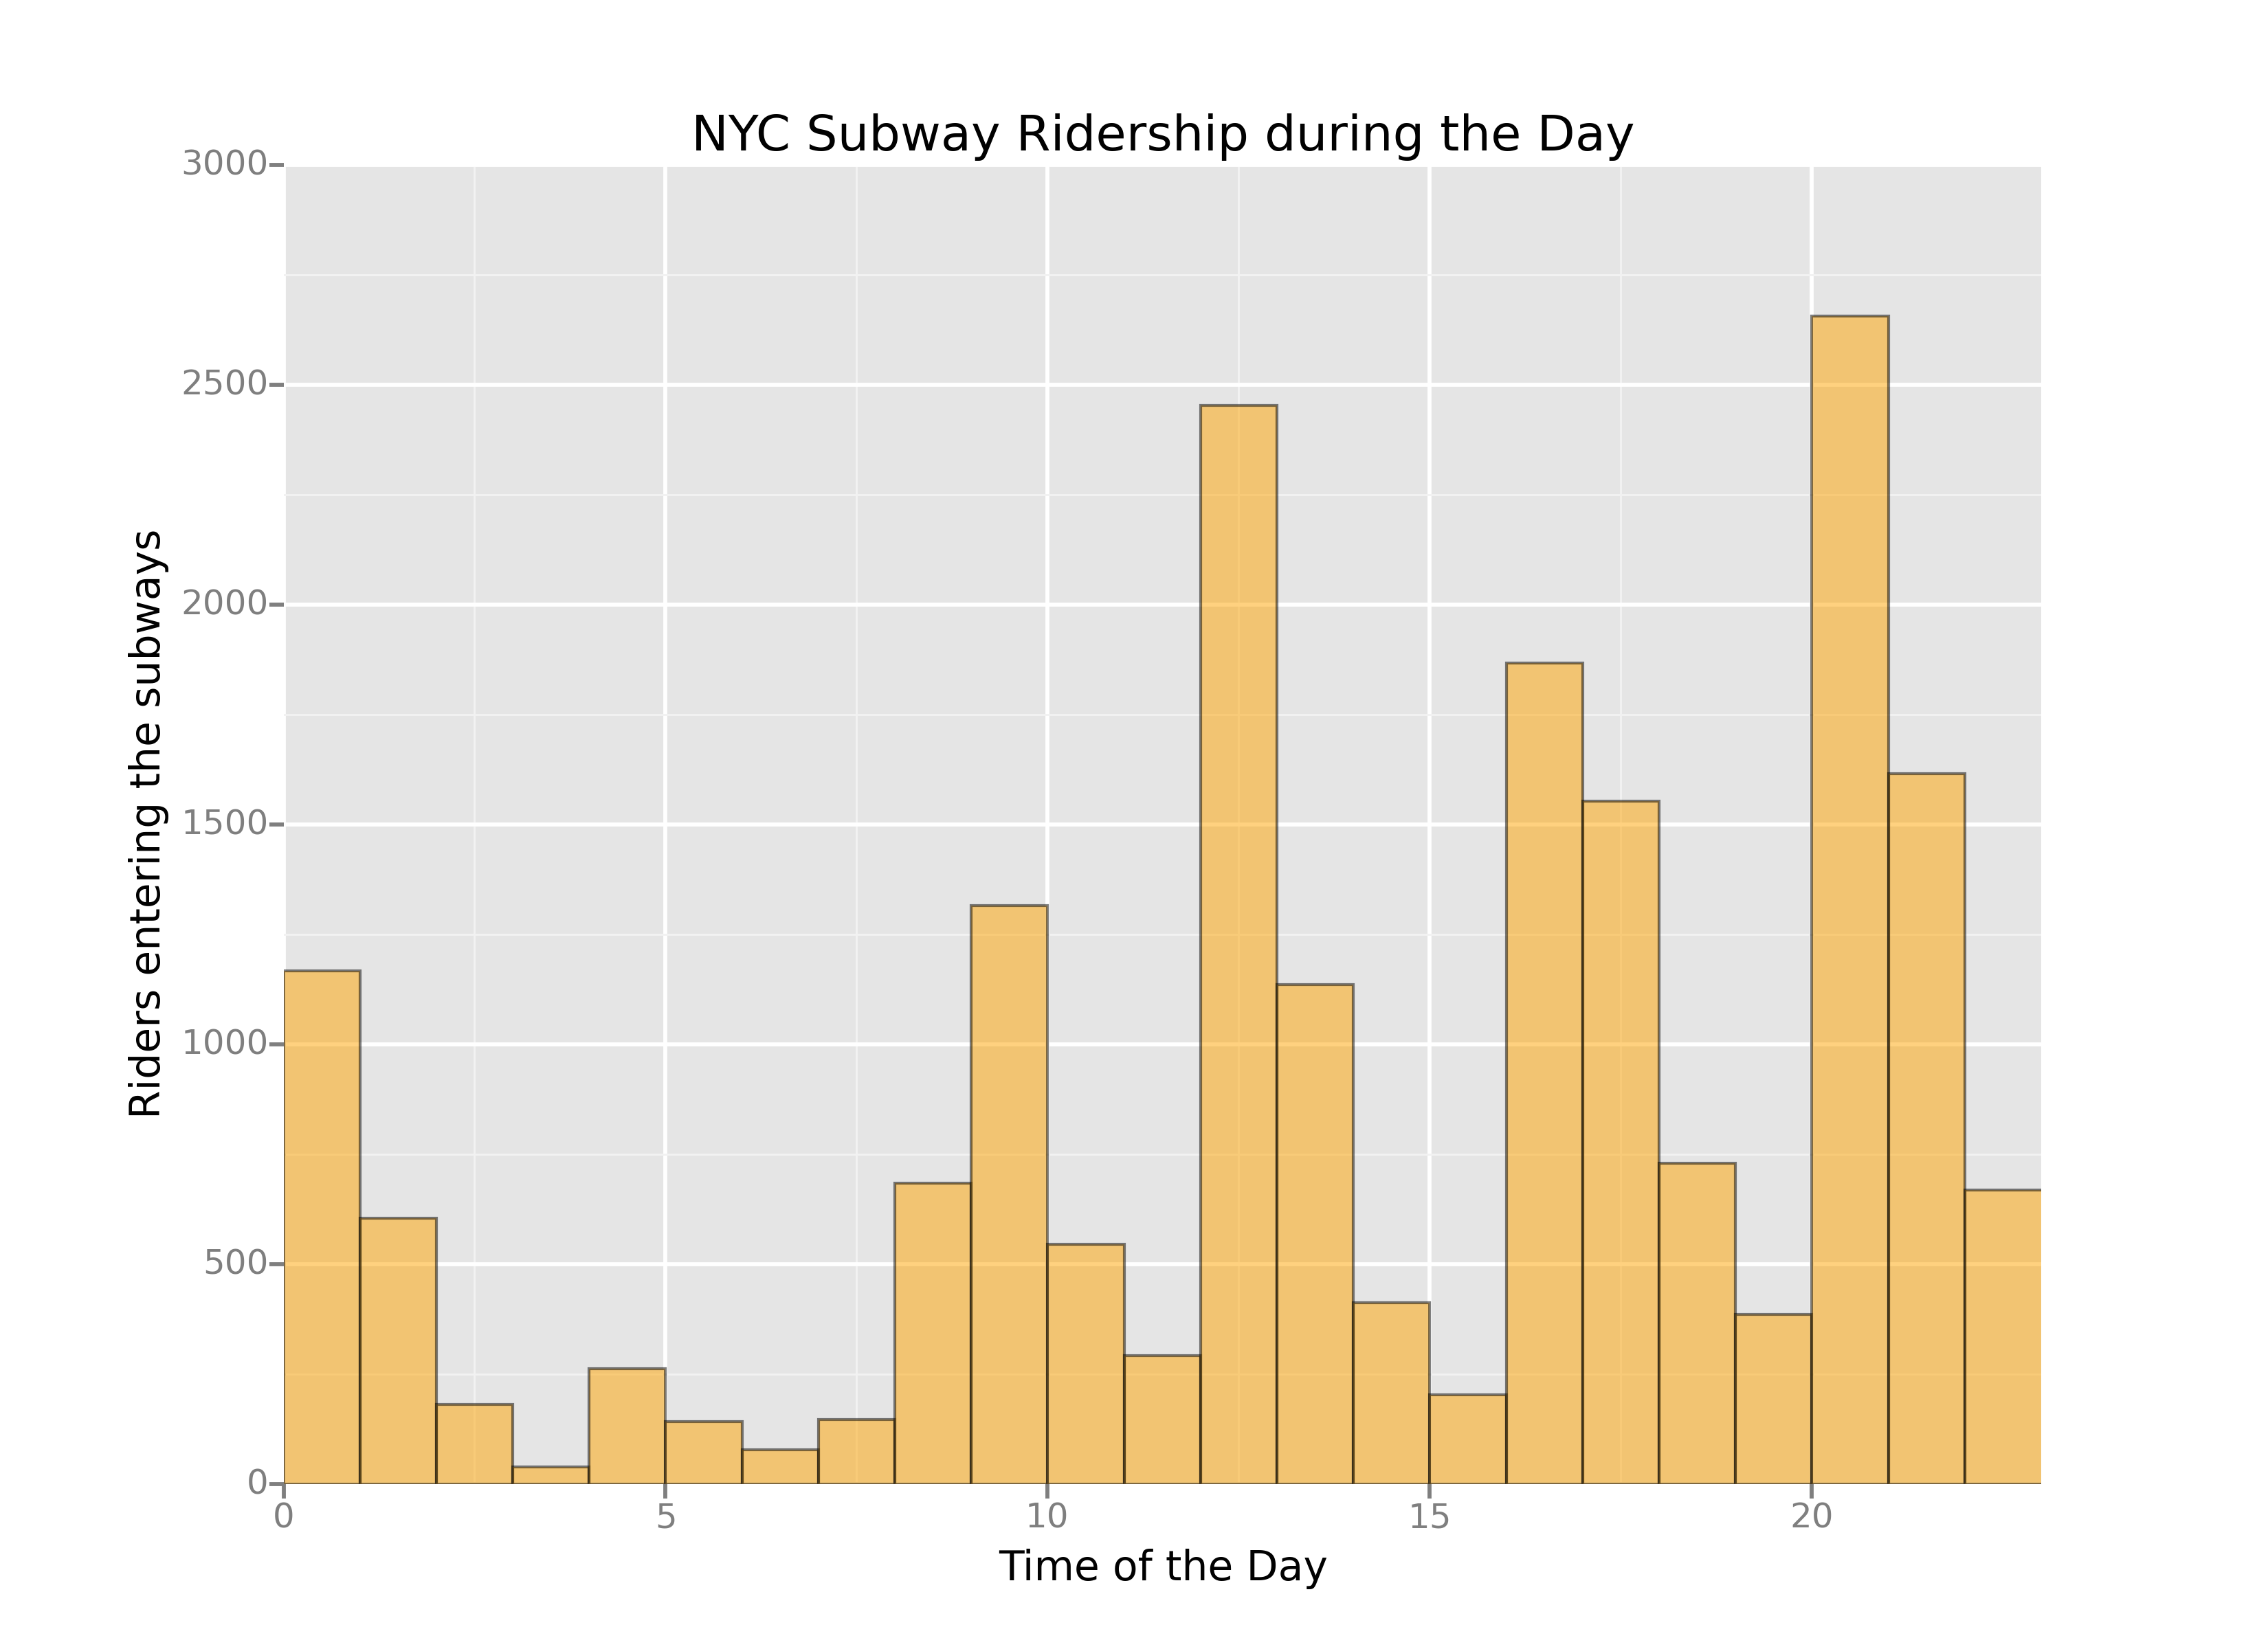 NYC Subway Ridership during the Day
3000
2500
2000
1500
1000
500
0
Riders entering the subways
0 5 10 15 20
Time of the Day